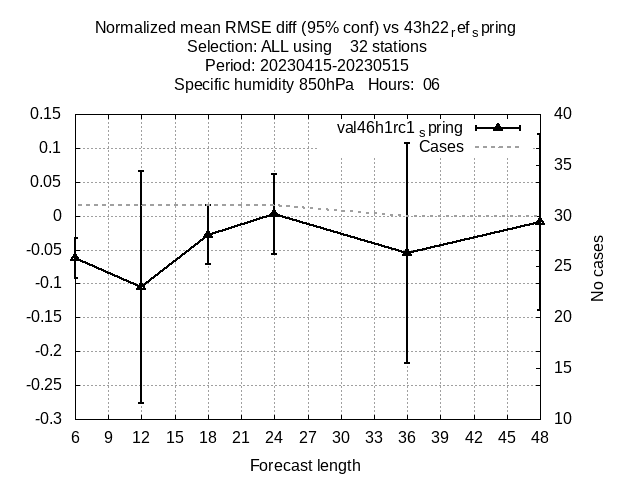 Normalized mean RMSE diff (95% conf) vs 43h22refspring
Selection: ALL using 32 stations
Period: 20230415-20230515
Specific humidity 850hPa Hours: 06
val46h1rc1spring
Cases
0.15
0.1
0.05
0
-0.05
-0.1
-0.15
-0.2
-0.25
-0.3
40
35
30
25
20
15
10
No cases
6 9 12 15 18 21 24 27 30 33 36 39 42 45 48
Forecast length